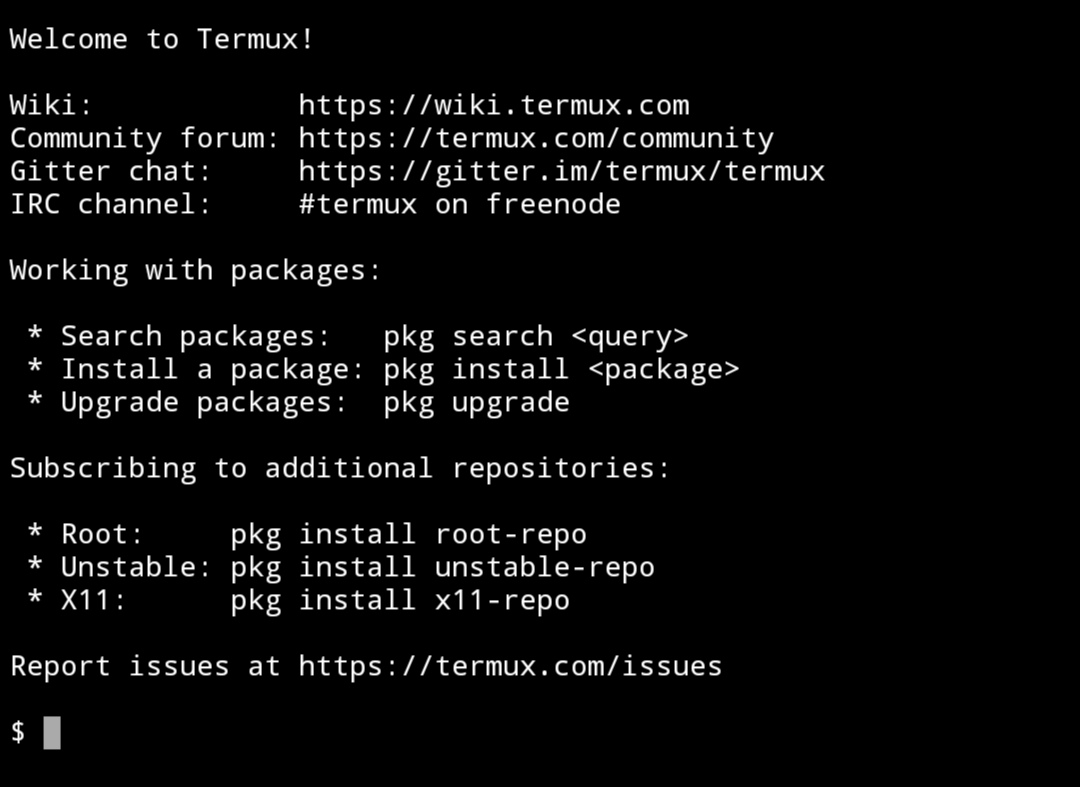 Welcome to Termux!
Wiki: https://wiki.termux.com
Community forum: https://termux.com/community
Gitter chat: https://gitter.im/termux/termux
IRC channel: #termux on freenode
Working with packages:
* Search packages: pkg search <query>
* Install a package: pkg install <package>
* Upgrade packages: pkg upgrade
Subscribing to additional repositories:
* Root: pkg install root-repo
* Unstable: pkg install unstable-repo
* X11: pkg install x11-repo
Report issues at https://termux.com/issues
$